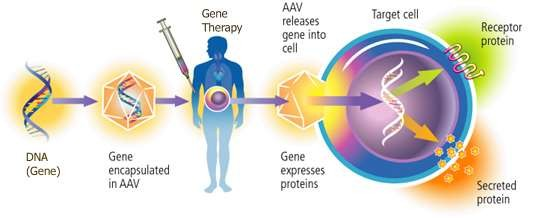 DNA
(Gene)
Gene
encapsulated
in AAV
Gene
Therapy
AAV
releases
gene into
cell
Gene
expresses
proteins
Target cell
Receptor
protein
Secreted
protein